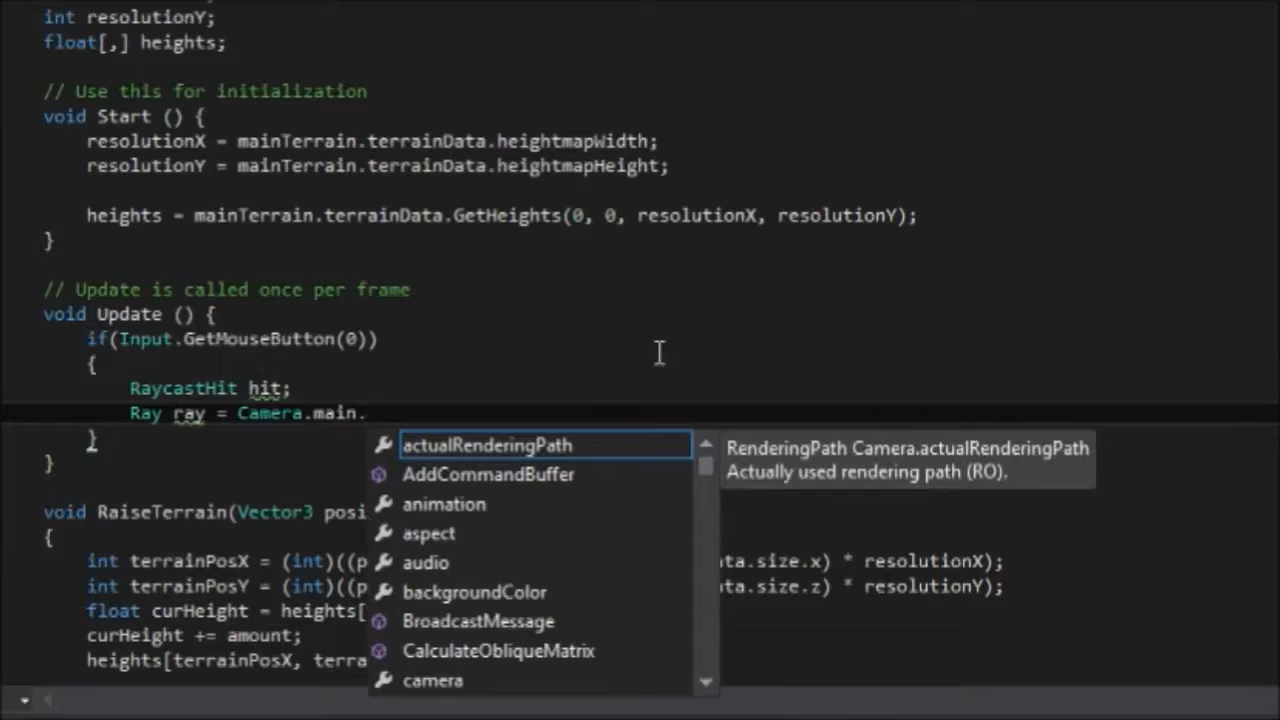 int resolutionY;
float[,] heights;
// Use this for initialization
void Start () {
resolutionX = mainTerrain.terrainData.heightmapWidth;
resolutionY = mainTerrain.terrainData.heightmapHeight;
heights = mainTerrain.terrainData.GetHeights(0, 0, resolutionX, resolutionY);
}
// Update is called once per frame
void Update () {
if(Input.GetMouseButton(0))
{
RaycastHit hit;
Ray ray = Camera.main.
}
}
actualRenderingPath
AddCommandBuffer
animation
aspect
audio
backgroundColor
BroadcastMessage
CalculateObliqueMatrix
camera
RenderingPath Camera.actualRenderingPath
Actually used rendering path (RO).
void RaiseTerrain(Vector3 posi
{
int terrainPosX = (int)((p ta.size.x) * resolutionX);
int terrainPosY = (int)((p ta.size.z) * resolutionY);
float curHeight = heights[
curHeight += amount;
heights[terrainPosX, terra